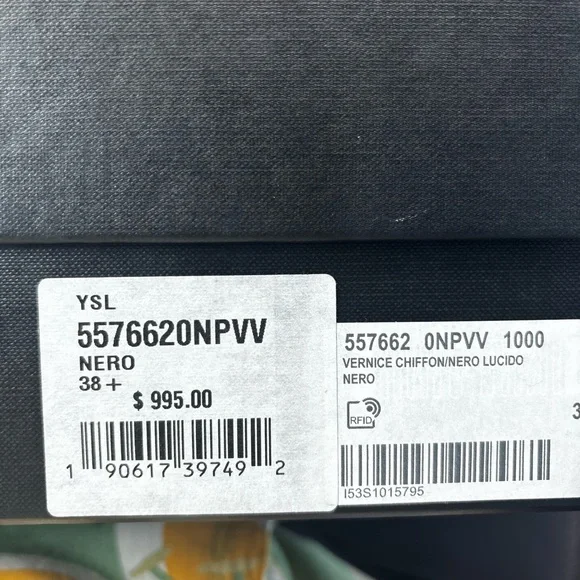 YSL
5576620NPVV
NERO
38+
$ 995.00
1 90617 39749 2
557662 0NPVV 1000
VERNICE CHIFFON/NERO LUCIDO
NERO
RFID
3
I53S1015795